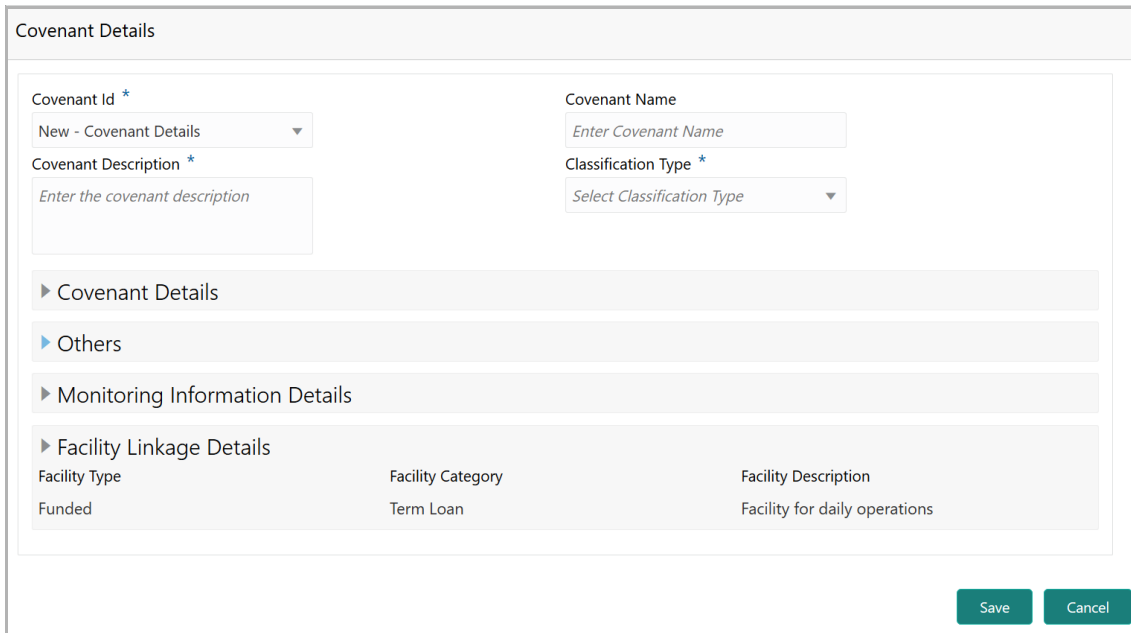 Covenant Details
Covenant Id *
Covenant Name
New - Covenant Details
Enter Covenant Name
Covenant Description *
Classification Type *
Enter the covenant description
Select Classification Type
Covenant Details
Others
Monitoring Information Details
Facility Linkage Details
Facility Type
Facility Category
Facility Description
Funded
Term Loan
Facility for daily operations
Save
Cancel